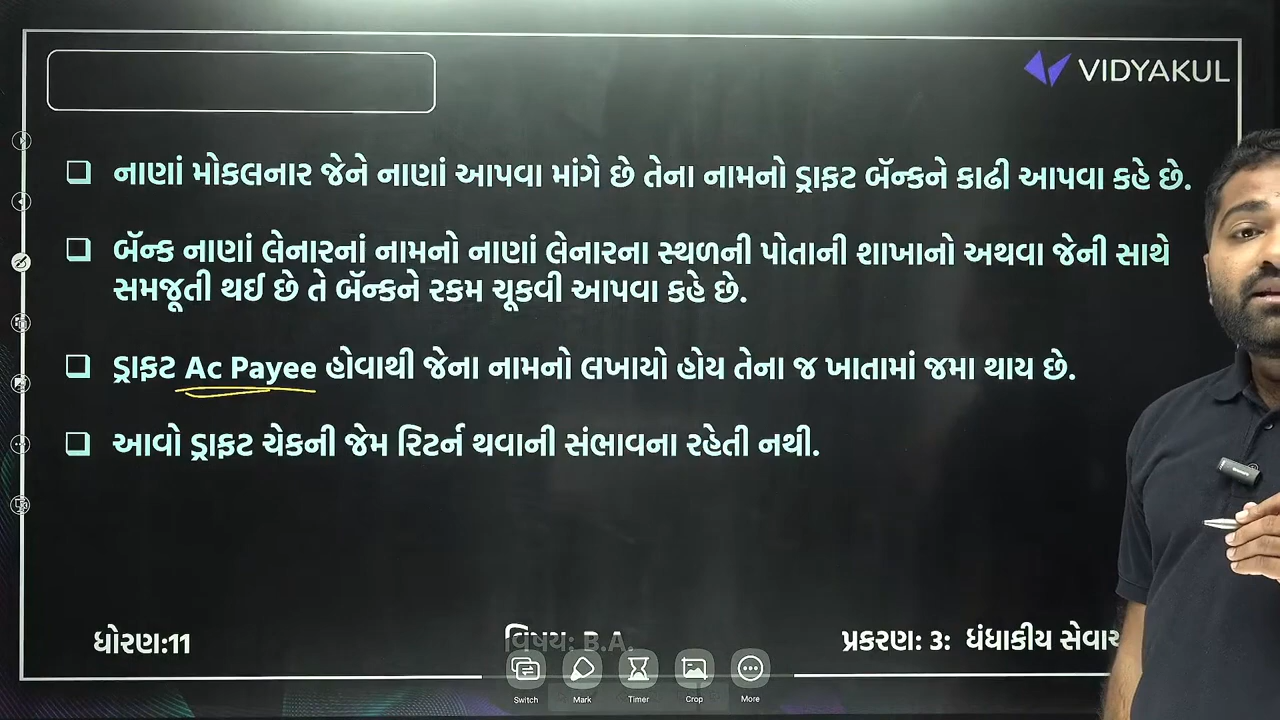 VIDYAKUL
નાણાં મોકલનાર જેને નાણાં આપવા માંગે છે તેના નામનો ડ્રાફટ બૅન્કને કાઢી આપવા કહે છે.
બૅન્ક નાણાં લેનારનાં નામનો નાણાં લેનારના સ્થળની પોતાની શાખાનો અથવા જેની સાથે
સમજૂતી થઈ છે તે બૅન્કને રકમ ચૂકવી આપવા કહે છે.
ડ્રાફટ Ac Payee હોવાથી જેના નામનો લખાયો હોય તેના જ ખાતામાં જમા થાય છે.
આવો ડ્રાફટ ચેકની જેમ રિટર્ન થવાની સંભાવના રહેતી નથી.
ધોરણ:11
વિષય: B.A.
પ્રકરણ: 3: ધંધાકીય
Switch
Mark
Timer
Crop
More